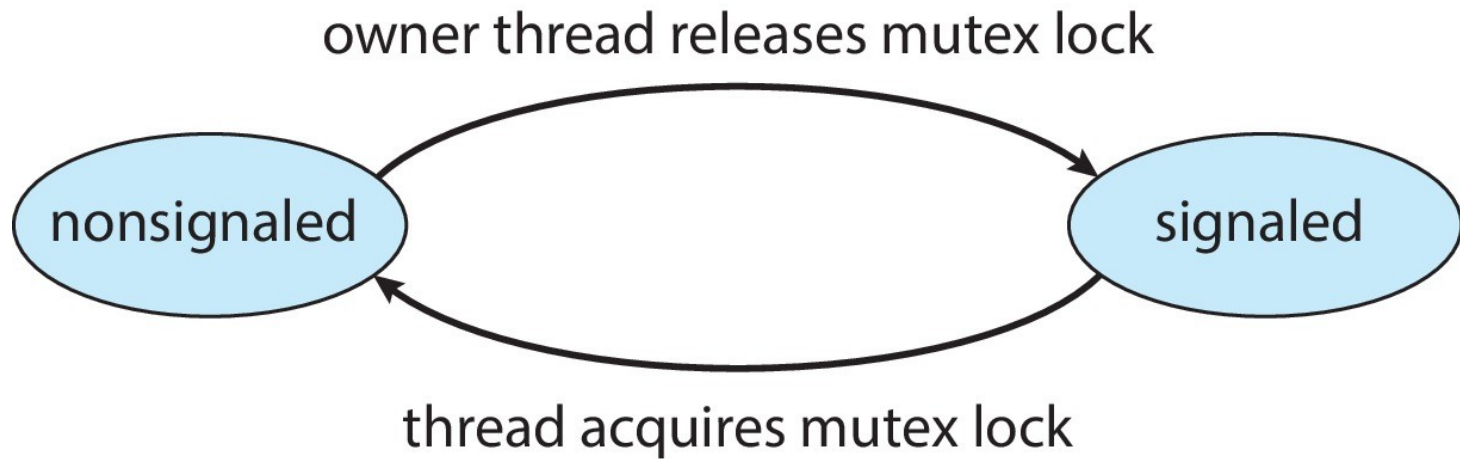 owner thread releases mutex lock
nonsignaled
signaled
thread acquires mutex lock